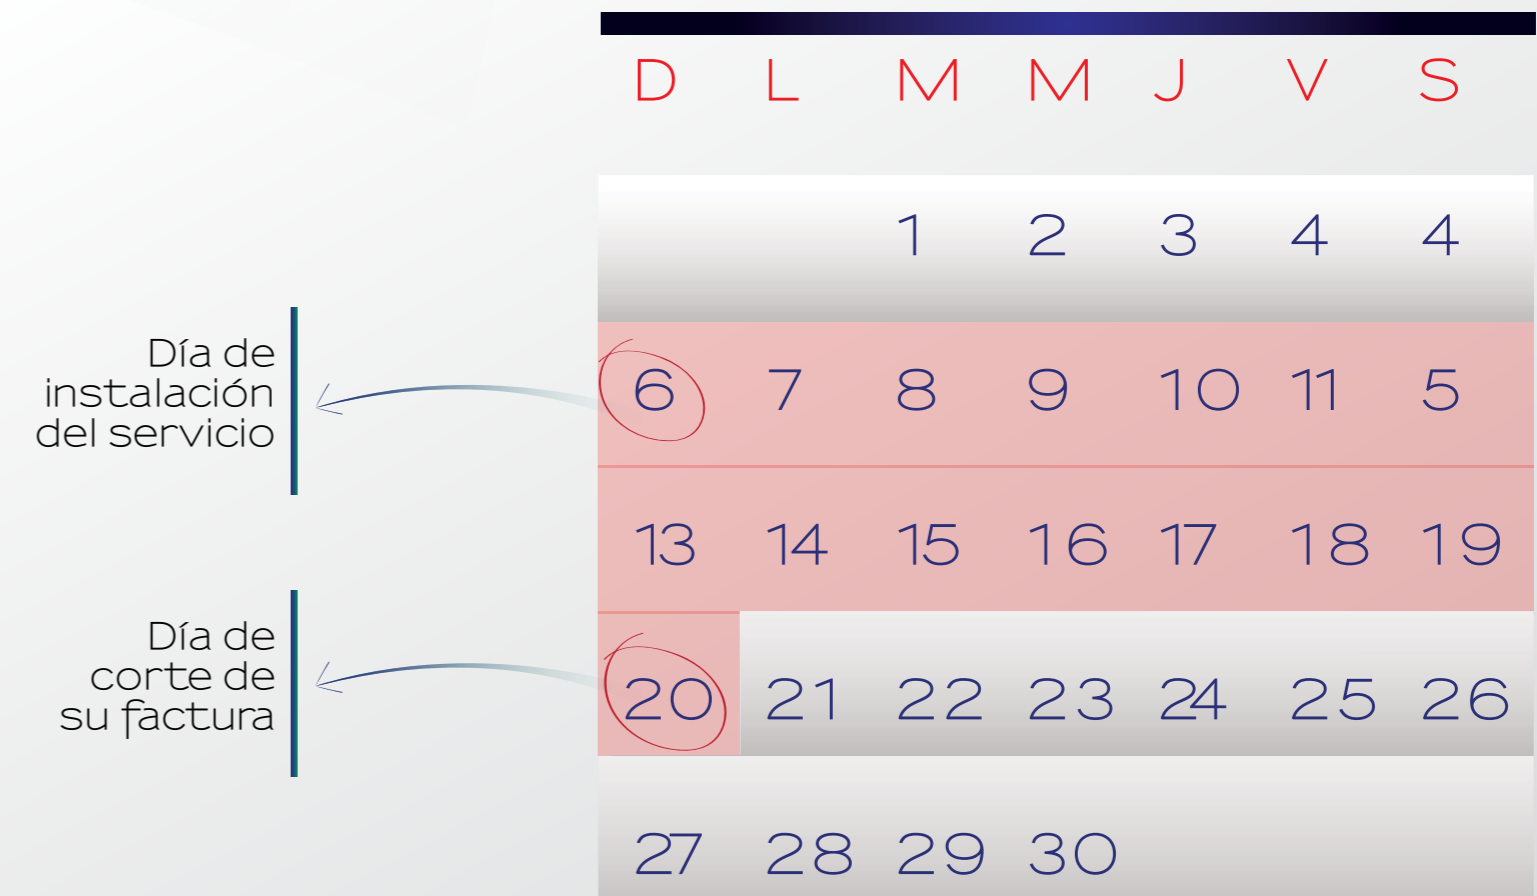 D L M M J V S
1 2 3 4 4
Día de
instalación
del servicio
6 7 8 9 10 11 5
13 14 15 16 17 18 19
Día de
corte de
su factura
20 21 22 23 24 25 26
27 28 29 30